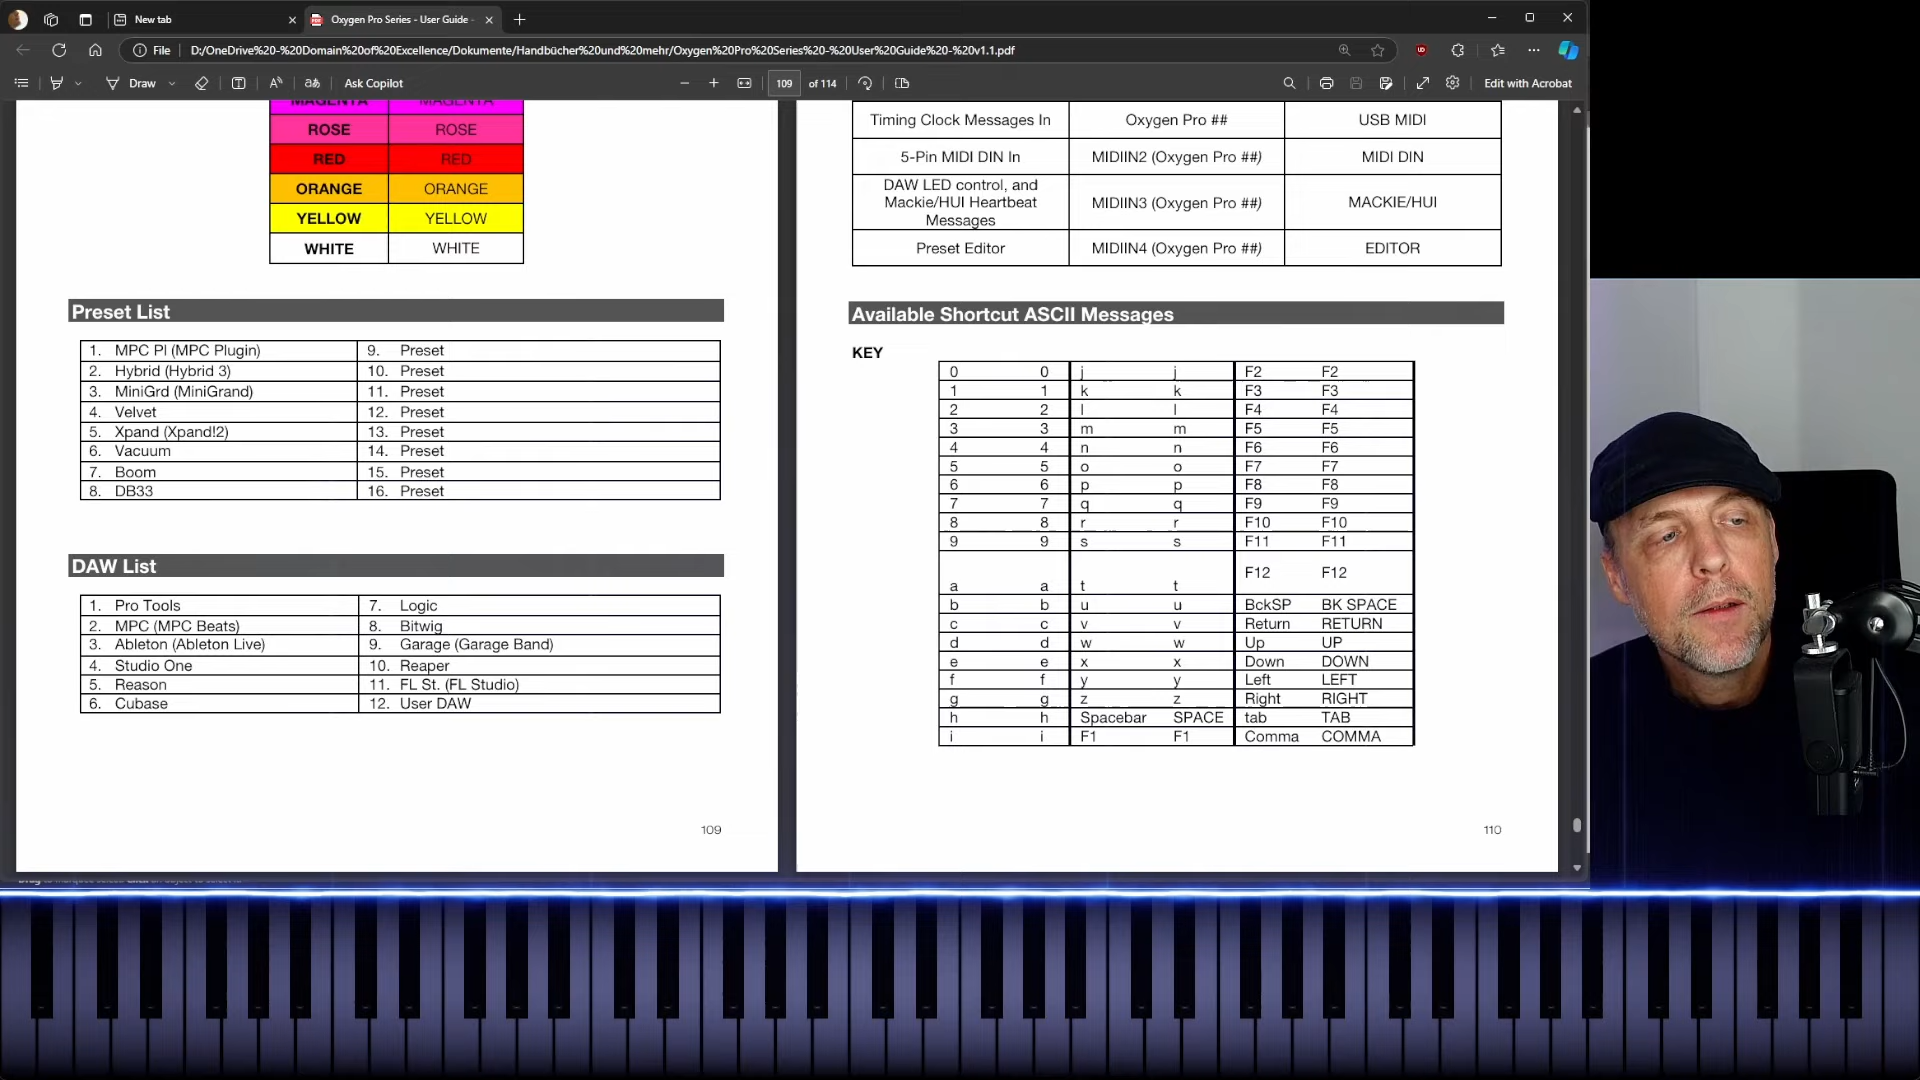 New tab
Oxygen Pro Series - User Guide -
File
D:/OneDrive%20-%20Domain%20of%20Excellence/Dokumente/Handbücher%20und%20mehr/Oxygen%20Pro%20Series%20-%20User%20Guide%20-%20v1.1.pdf
Draw
Ask Copilot
109 of 114
Edit with Acrobat
MAGENTA MAGENTA
ROSE ROSE
RED RED
ORANGE ORANGE
YELLOW YELLOW
WHITE WHITE
Preset List
1. MPC Pl (MPC Plugin) 9. Preset
2. Hybrid (Hybrid 3) 10. Preset
3. MiniGrd (MiniGrand) 11. Preset
4. Velvet 12. Preset
5. Xpand (Xpand!2) 13. Preset
6. Vacuum 14. Preset
7. Boom 15. Preset
8. DB33 16. Preset
DAW List
1. Pro Tools 7. Logic
2. MPC (MPC Beats) 8. Bitwig
3. Ableton (Ableton Live) 9. Garage (Garage Band)
4. Studio One 10. Reaper
5. Reason 11. FL St. (FL Studio)
6. Cubase 12. User DAW
109
Timing Clock Messages In Oxygen Pro ## USB MIDI
5-Pin MIDI DIN In MIDIIN2 (Oxygen Pro ##) MIDI DIN
DAW LED control, and
Mackie/HUI Heartbeat MIDIIN3 (Oxygen Pro ##) MACKIE/HUI
Messages
Preset Editor MIDIIN4 (Oxygen Pro ##) EDITOR
Available Shortcut ASCII Messages
KEY
0 0 j j F2 F2
1 1 k k F3 F3
2 2 l l F4 F4
3 3 m m F5 F5
4 4 n n F6 F6
5 5 o o F7 F7
6 6 p p F8 F8
7 7 q q F9 F9
8 8 r r F10 F10
9 9 s s F11 F11
a a t t F12 F12
b b u u BckSP BK SPACE
c c v v Return RETURN
d d w w Up UP
e e x x Down DOWN
f f y y Left LEFT
g g z z Right RIGHT
h h Spacebar SPACE tab TAB
i i F1 F1 Comma COMMA
110